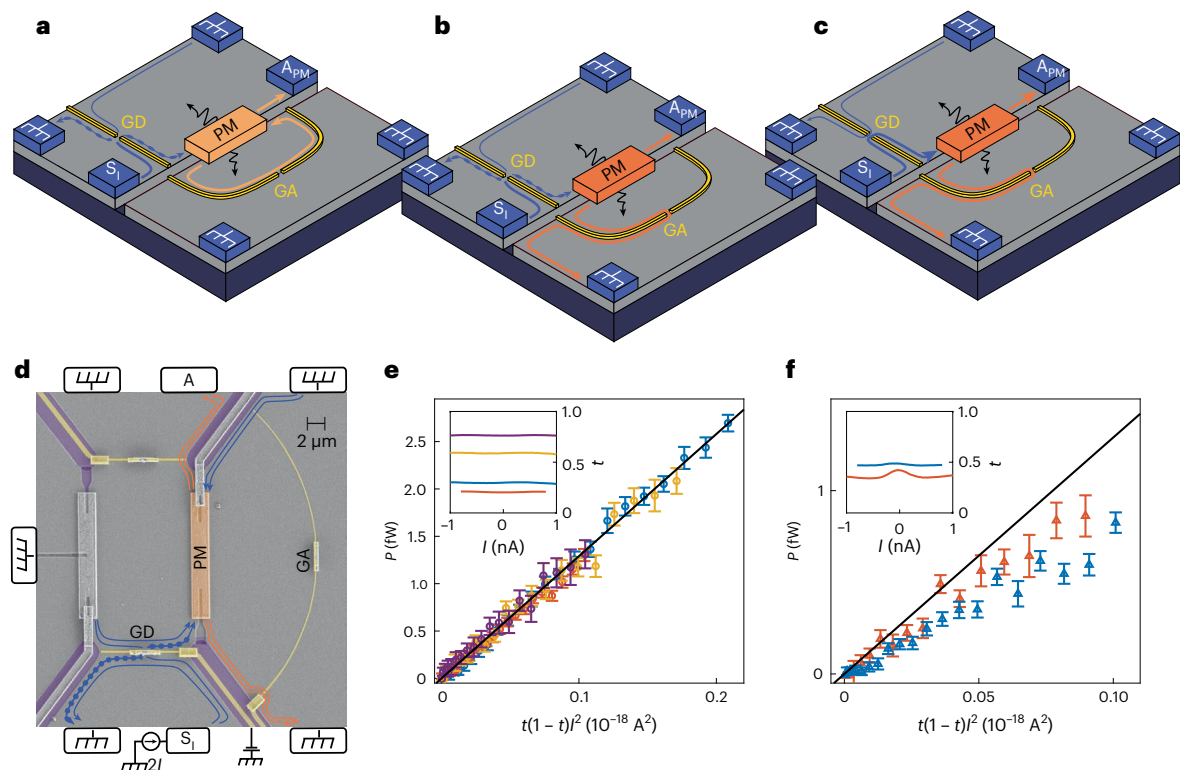 a
GD
PM
A_PM
S_I
GA
b
GD
PM
A_PM
S_I
GA
c
GD
PM
A_PM
S_I
GA
d
A
2 μm
PM
GA
GD
S_I
2I
e
P (fW)
2.5
2.0
1.5
1.0
0.5
0
0
0.1
0.2
t(1 − t)I² (10⁻¹⁸ A²)
1.0
0.5
0
t
−1
0
1
I (nA)
f
P (fW)
1
0
0
0.05
0.10
t(1 − t)I² (10⁻¹⁸ A²)
1.0
0.5
0
t
−1
0
1
I (nA)